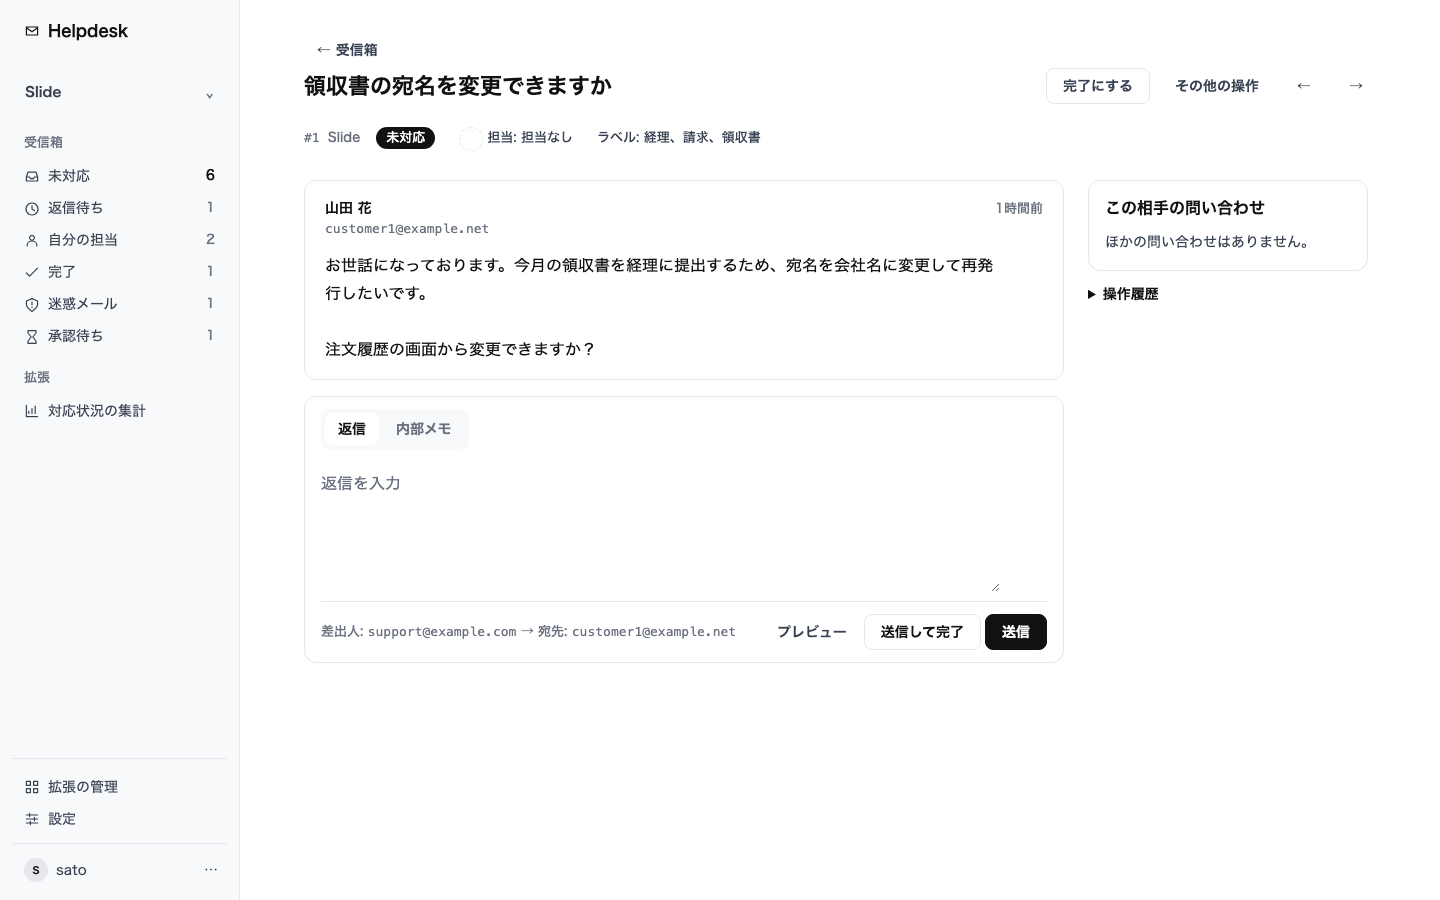 Helpdesk
Slide
受信箱
未対応 6
返信待ち 1
自分の担当 2
完了 1
迷惑メール 1
承認待ち 1
拡張
対応状況の集計
拡張の管理
設定
S sato ...
← 受信箱
領収書の宛名を変更できますか
完了にする その他の操作 ← →
#1 Slide 未対応 担当: 担当なし ラベル: 経理、請求、領収書
山田 花 1時間前
customer1@example.net
お世話になっております。今月の領収書を経理に提出するため、宛名を会社名に変更して再発
行したいです。
注文履歴の画面から変更できますか？
返信 内部メモ
返信を入力
差出人: support@example.com → 宛先: customer1@example.net プレビュー 送信して完了 送信
この相手の問い合わせ
ほかの問い合わせはありません。
▶ 操作履歴